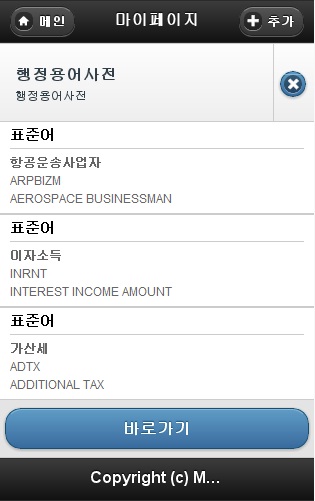 메인
마이페이지
추가
행정용어사전
행정용어사전
표준어
항공운송사업자
ARPBIZM
AEROSPACE BUSINESSMAN
표준어
이자소득
INRNT
INTEREST INCOME AMOUNT
표준어
가산세
ADTX
ADDITIONAL TAX
바로가기
Copyright (c) M...